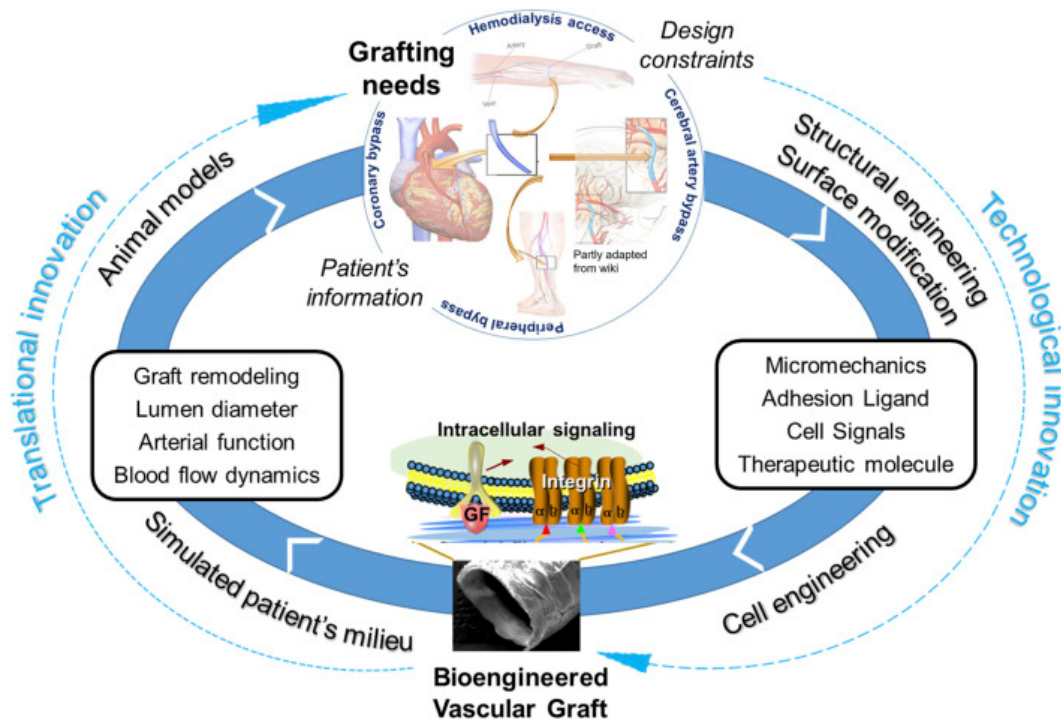 Hemodialysis access
Design
constraints
Grafting
needs
Artery
Graft
Vein
Coronary bypass
Cerebral artery bypass
Peripheral bypass
Partly adapted
from wiki
Patient's
information
Structural engineering
Surface modification
Technological innovation
Micromechanics
Adhesion Ligand
Cell Signals
Therapeutic molecule
Cell engineering
Intracellular signaling
Integrin
GF
α β α β α β
Bioengineered
Vascular Graft
Simulated patient's milieu
Graft remodeling
Lumen diameter
Arterial function
Blood flow dynamics
Animal models
Translational innovation